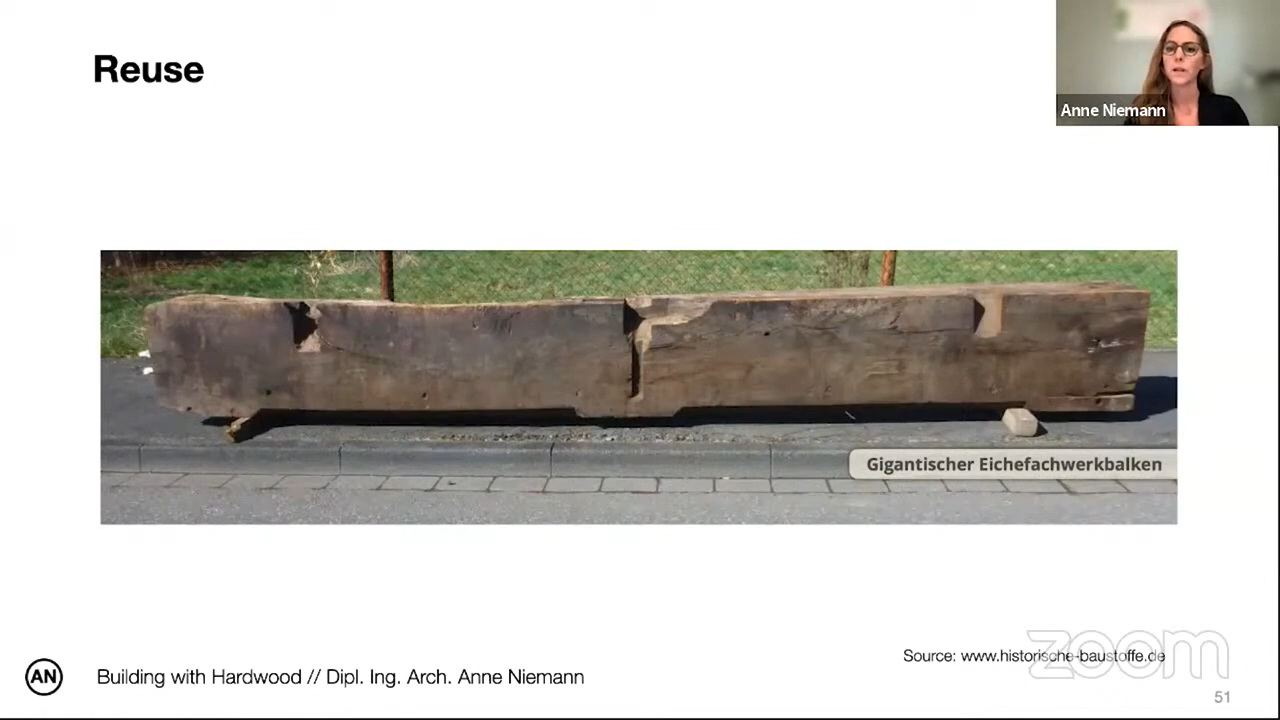 Reuse
Anne Niemann
Gigantischer Eichefachwerkbalken
Source: www.historische-baustoffe.de
zoom
AN
Building with Hardwood // Dipl. Ing. Arch. Anne Niemann
51